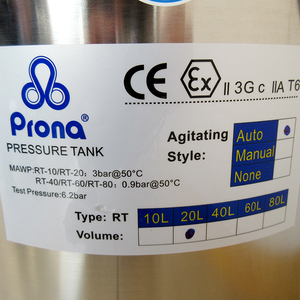 CE Ex II 3G c IIA T6
Prona®
PRESSURE TANK
MAWP:RT-10/RT-20: 3bar@50°C
RT-40/RT-60/RT-80: 0.9bar@50°C
Test Pressure:6.2bar
Agitating Style:
Auto
Manual
None
Type: RT 10L 20L 40L 60L 80L
Volume: